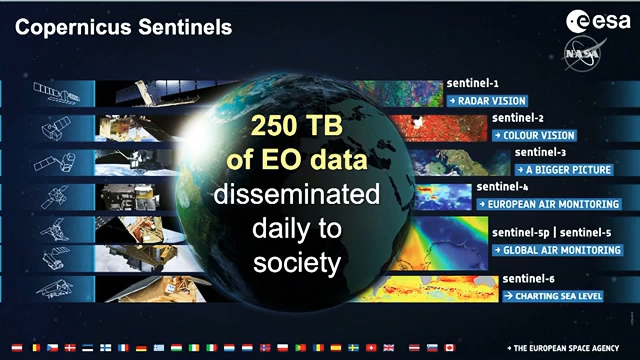 Copernicus Sentinels
esa
NASA
250 TB
of EO data
disseminated
daily to
society
sentinel-1
→ RADAR VISION
sentinel-2
→ COLOUR VISION
sentinel-3
→ A BIGGER PICTURE
sentinel-4
→ EUROPEAN AIR MONITORING
sentinel-5p | sentinel-5
→ GLOBAL AIR MONITORING
sentinel-6
→ CHARTING SEA LEVEL
→ THE EUROPEAN SPACE AGENCY